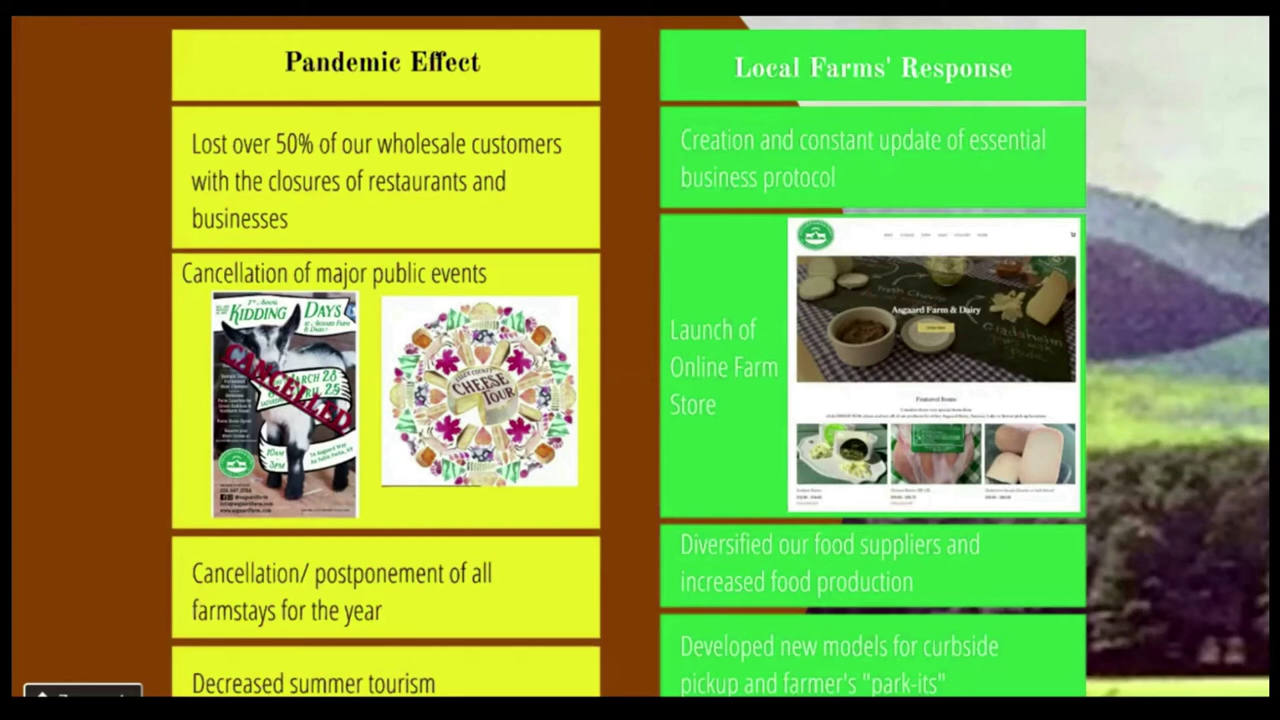 Pandemic Effect
Lost over 50% of our wholesale customers
with the closures of restaurants and
businesses
Cancellation of major public events
KIDDING DAYS
CANCELLED
10AM
3PM
CHEESE
TOUR
Cancellation/ postponement of all
farmstays for the year
Decreased summer tourism
Local Farms' Response
Creation and constant update of essential
business protocol
Launch of
Online Farm
Store
Asgaard Farm & Dairy
Featured Items
Diversified our food suppliers and
increased food production
Developed new models for curbside
pickup and farmer's "park-its"